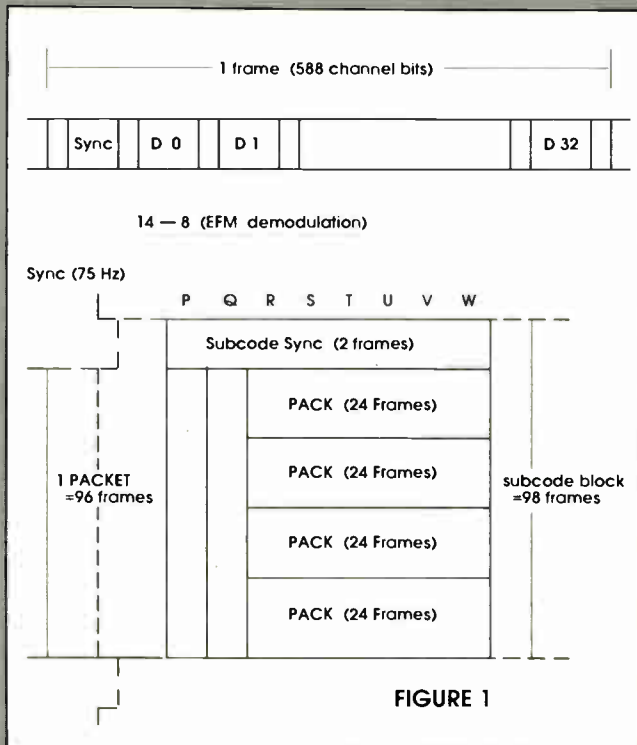 1 frame (588 channel bits)
Sync D 0 D 1 D 32
14 — 8 (EFM demodulation)
Sync (75 Hz)
P Q R S T U V W
Subcode Sync (2 frames)
PACK (24 Frames)
PACK (24 Frames)
1 PACKET
=96 frames
subcode block
=98 frames
PACK (24 Frames)
PACK (24 Frames)
FIGURE 1